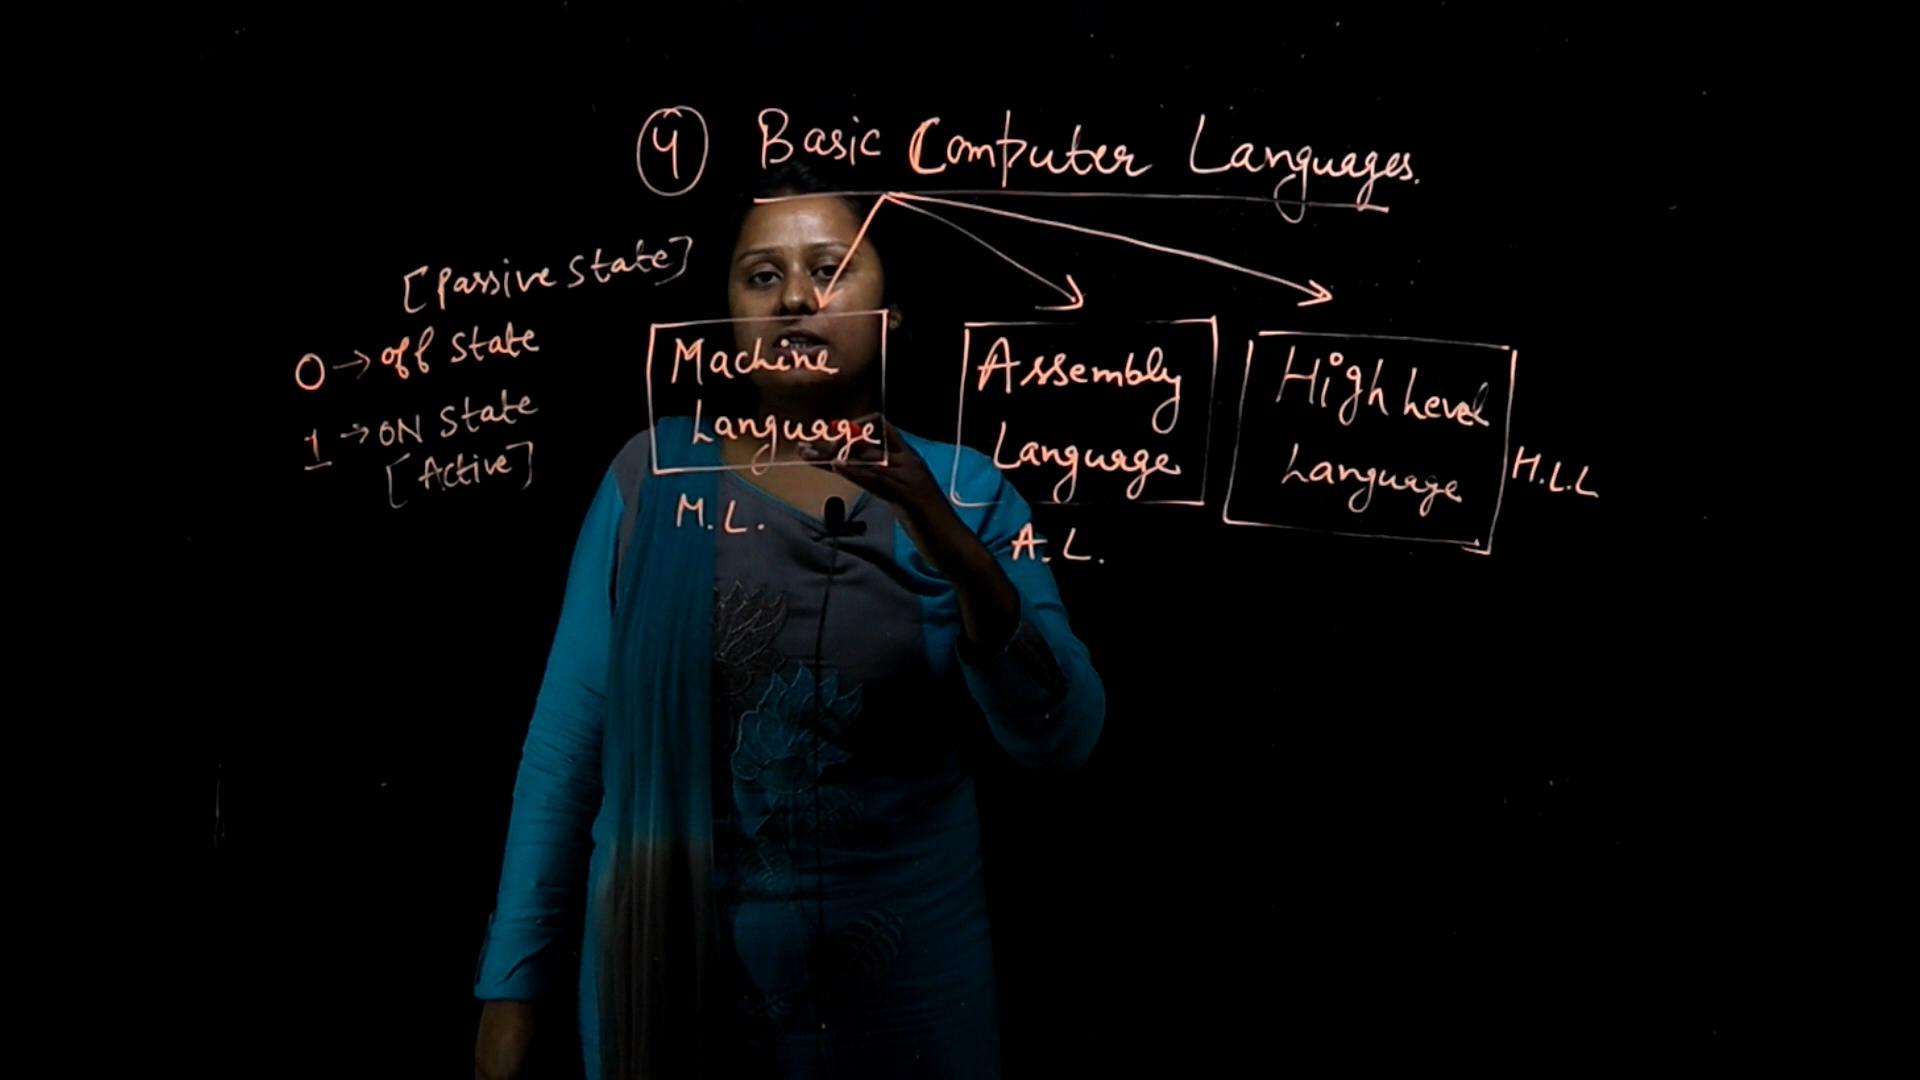 4 Basic Computer Languages.
[Passive State]
0 → off State
1 → ON State
[Active]
Machine
Language
M.L.
Assembly
Language
A.L.
High Level
Language
H.L.L